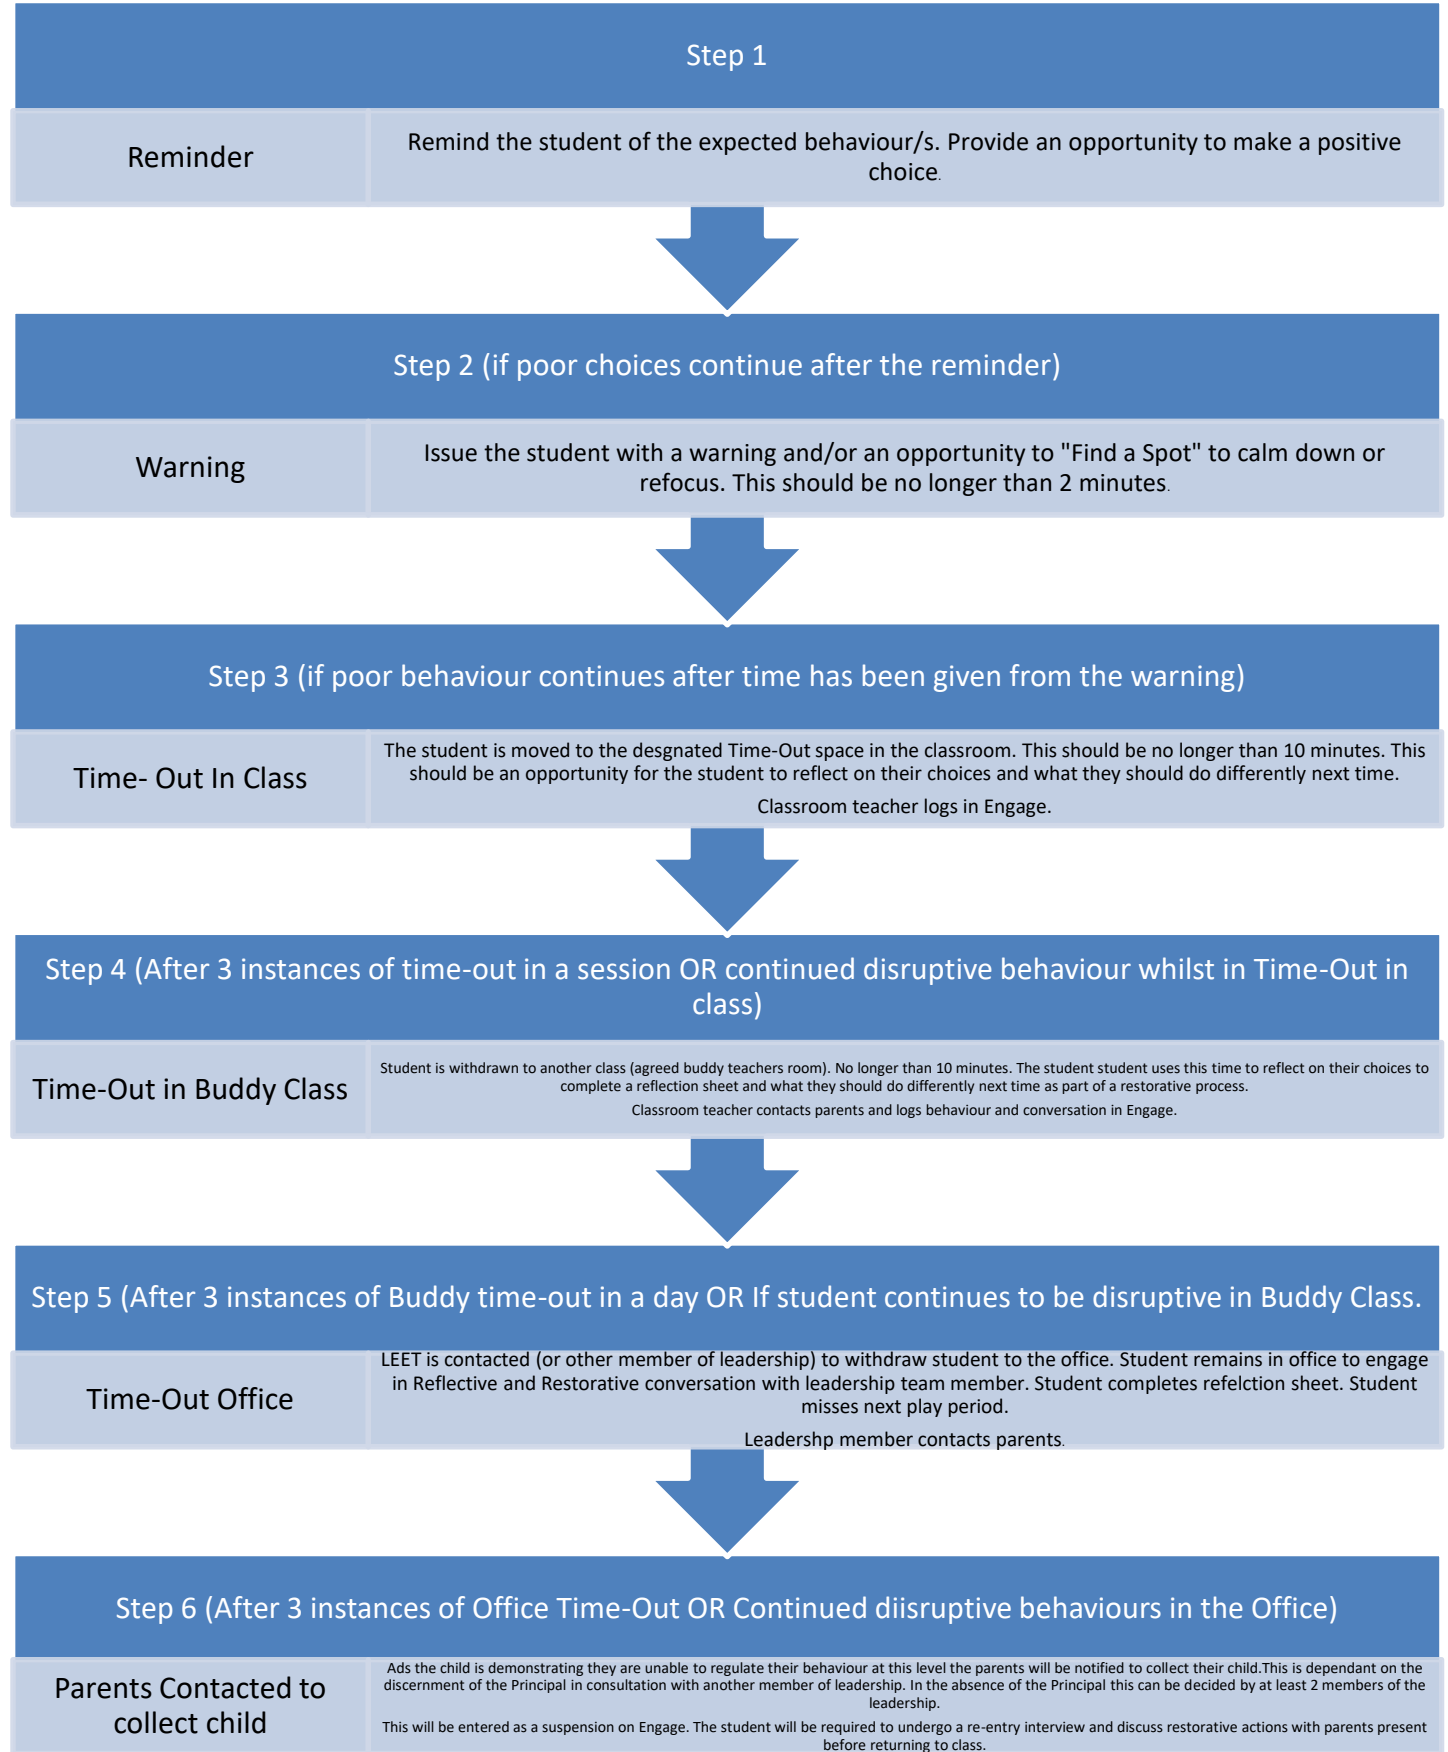 Step 1
Reminder
Remind the student of the expected behaviour/s. Provide an opportunity to make a positive
choice.
Step 2 (if poor choices continue after the reminder)
Warning
Issue the student with a warning and/or an opportunity to "Find a Spot" to calm down or
refocus. This should be no longer than 2 minutes.
Step 3 (if poor behaviour continues after time has been given from the warning)
Time- Out In Class
The student is moved to the desgnated Time-Out space in the classroom. This should be no longer than 10 minutes. This
should be an opportunity for the student to reflect on their choices and what they should do differently next time.
Classroom teacher logs in Engage.
Step 4 (After 3 instances of time-out in a session OR continued disruptive behaviour whilst in Time-Out in
class)
Time-Out in Buddy Class
Student is withdrawn to another class (agreed buddy teachers room). No longer than 10 minutes. The student student uses this time to reflect on their choices to
complete a reflection sheet and what they should do differently next time as part of a restorative process.
Classroom teacher contacts parents and logs behaviour and conversation in Engage.
Step 5 (After 3 instances of Buddy time-out in a day OR If student continues to be disruptive in Buddy Class.
Time-Out Office
LEET is contacted (or other member of leadership) to withdraw student to the office. Student remains in office to engage
in Reflective and Restorative conversation with leadership team member. Student completes refelction sheet. Student
misses next play period.
Leadershp member contacts parents.
Step 6 (After 3 instances of Office Time-Out OR Continued diisruptive behaviours in the Office)
Parents Contacted to
collect child
Ads the child is demonstrating they are unable to regulate their behaviour at this level the parents will be notified to collect their child.This is dependant on the
discernment of the Principal in consultation with another member of leadership. In the absence of the Principal this can be decided by at least 2 members of the
leadership.
This will be entered as a suspension on Engage. The student will be required to undergo a re-entry interview and discuss restorative actions with parents present
before returning to class.